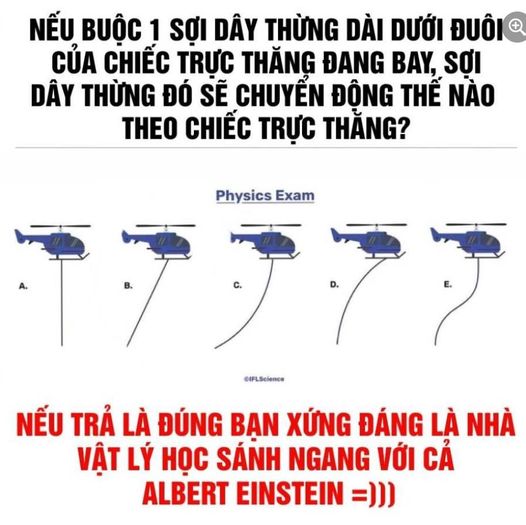 NẾU BUỘC 1 SỢI DÂY THỪNG DÀI DƯỚI ĐUÔI
CỦA CHIẾC TRỰC THĂNG ĐANG BAY, SỢI
DÂY THỪNG ĐÓ SẼ CHUYỂN ĐỘNG THẾ NÀO
THEO CHIẾC TRỰC THĂNG?
Physics Exam
A. B. C. D. E.
©IFLScience
NẾU TRẢ LÀ ĐÚNG BẠN XỨNG ĐÁNG LÀ NHÀ
VẬT LÝ HỌC SÁNH NGANG VỚI CẢ
ALBERT EINSTEIN =)))